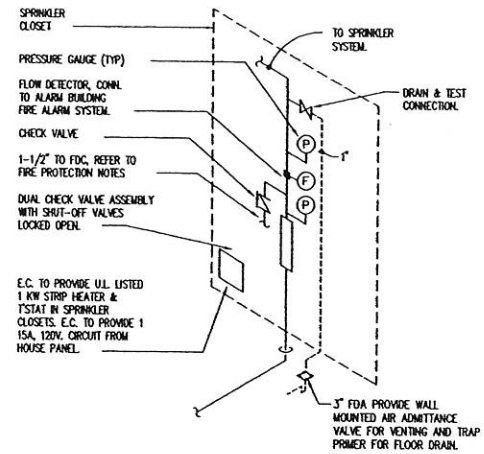 SPRINKLER
CLOSET
TO SPRINKLER
SYSTEM.
PRESSURE GAUGE (TYP)
FLOW DETECTOR, CONN.
TO ALARM BUILDING
FIRE ALARM SYSTEM.
DRAIN & TEST
CONNECTION.
CHECK VALVE
P
1"
1-1/2" TO FDC, REFER TO
FIRE PROTECTION NOTES
F
P
DUAL CHECK VALVE ASSEMBLY
WITH SHUT-OFF VALVES
LOCKED OPEN.
E.C. TO PROVIDE U.L. LISTED
1 KW STRIP HEATER &
T'STAT IN SPRINKLER
CLOSETS. E.C. TO PROVIDE 1
15A, 120V. CIRCUIT FROM
HOUSE PANEL
3" FDA PROVIDE WALL
MOUNTED AIR ADMITTANCE
VALVE FOR VENTING AND TRAP
PRIMER FOR FLOOR DRAIN.